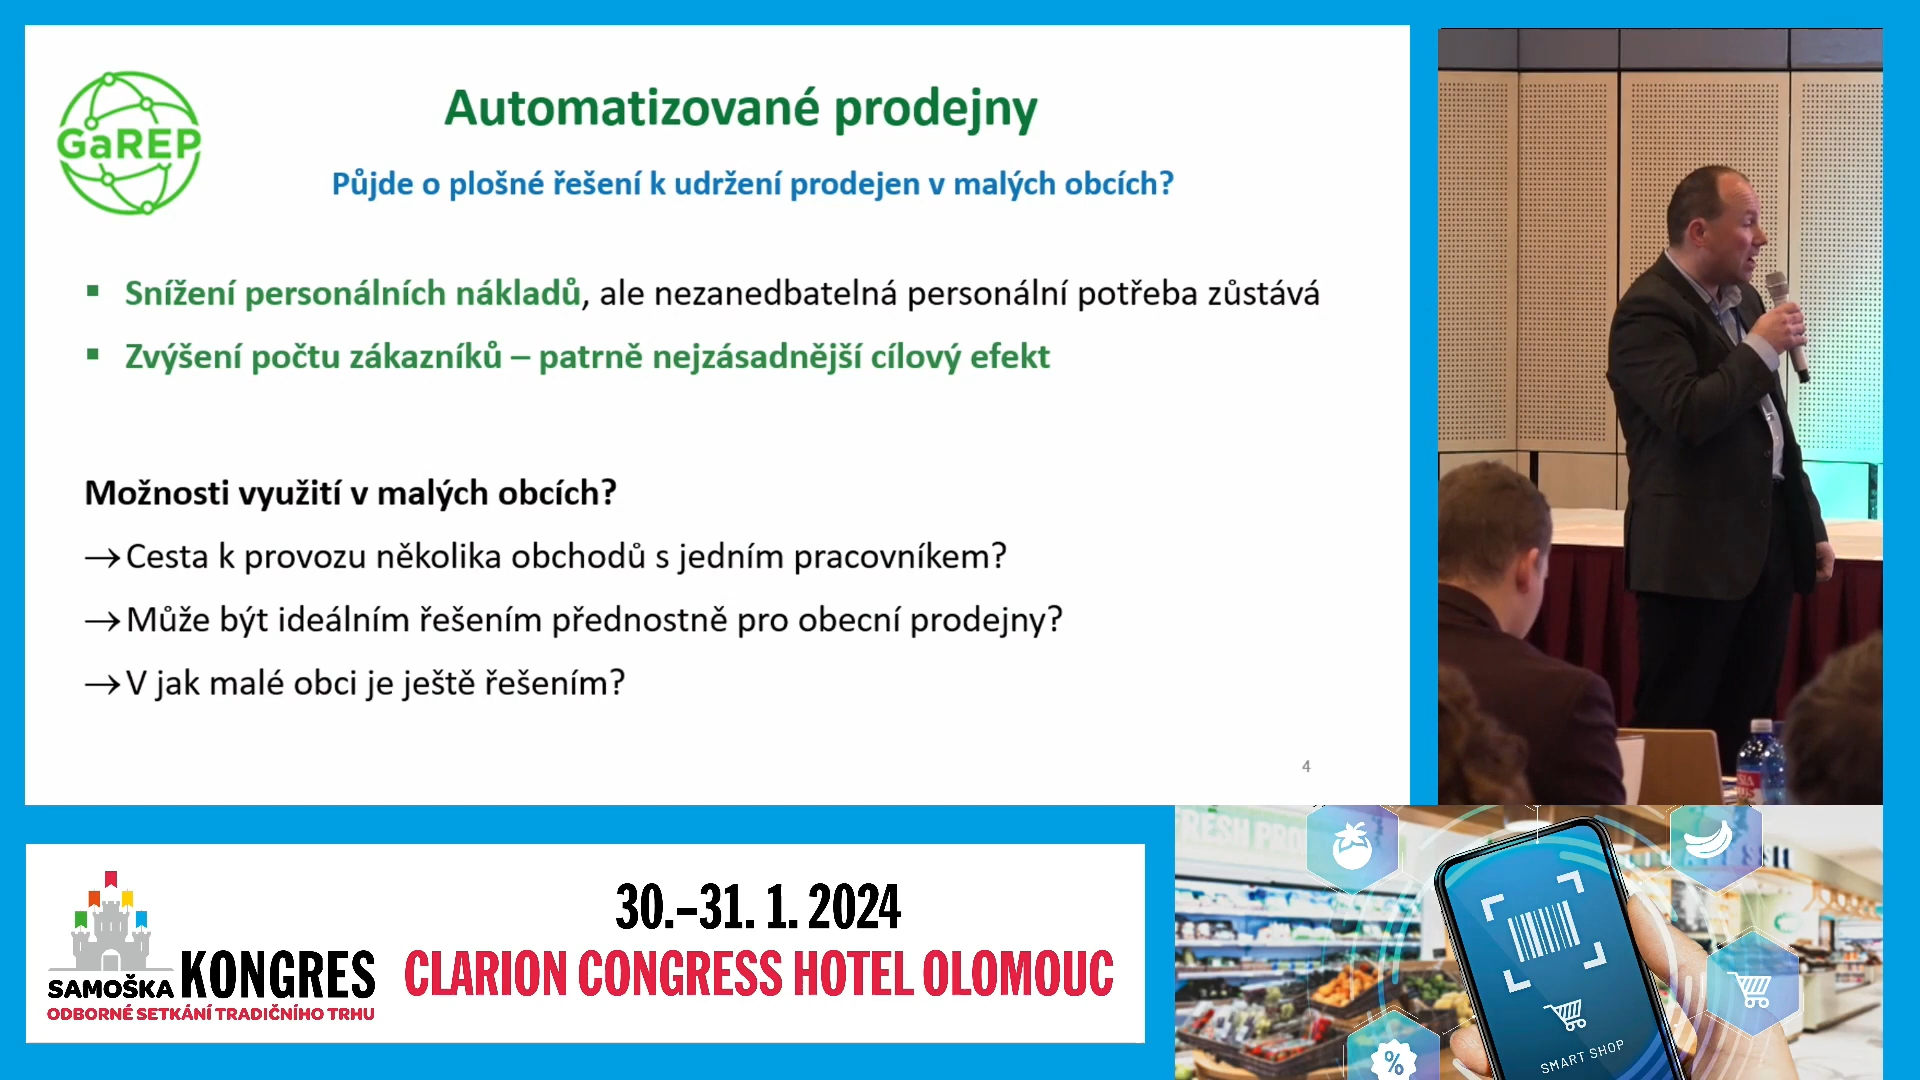 GaREP
Automatizované prodejny
Půjde o plošné řešení k udržení prodejen v malých obcích?
▪ Snížení personálních nákladů, ale nezanedbatelná personální potřeba zůstává
▪ Zvýšení počtu zákazníků – patrně nejzásadnější cílový efekt
Možnosti využití v malých obcích?
→ Cesta k provozu několika obchodů s jedním pracovníkem?
→ Může být ideálním řešením přednostně pro obecní prodejny?
→ V jak malé obci je ještě řešením?
4
SAMOŠKA KONGRES
ODBORNÉ SETKÁNÍ TRADIČNÍHO TRHU
30.–31. 1. 2024
CLARION CONGRESS HOTEL OLOMOUC
FRESH PRO
%
SMART SHOP